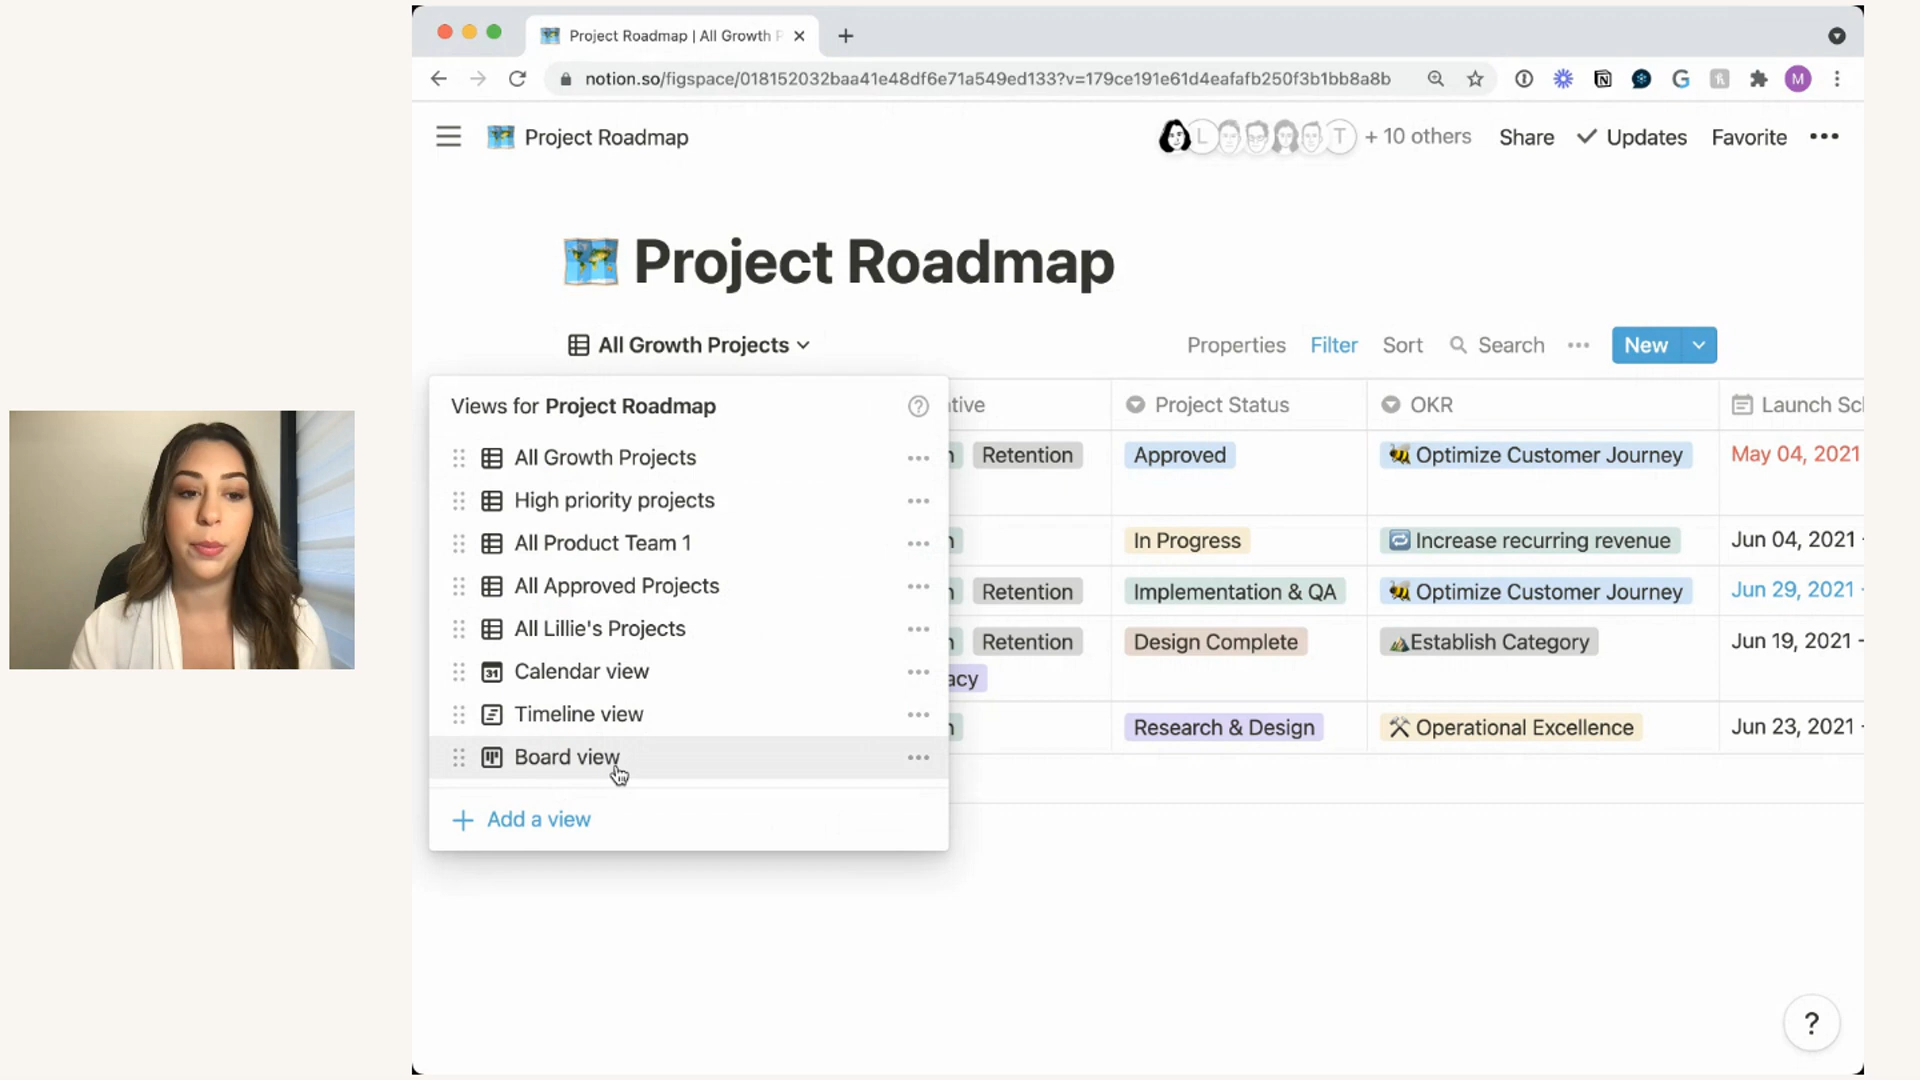 Project Roadmap | All Growth P
notion.so/figspace/018152032baa41e48df6e71a549ed133?v=179ce191e61d4eafafb250f3b1bb8a8b
M
Project Roadmap
L
T
+ 10 others
Share
Updates
Favorite
Project Roadmap
All Growth Projects
Properties
Filter
Sort
Search
New
Views for Project Roadmap
All Growth Projects
High priority projects
All Product Team 1
All Approved Projects
All Lillie's Projects
31
Calendar view
Timeline view
Board view
Add a view
tive
Project Status
OKR
Launch Sc
Retention
Approved
Optimize Customer Journey
May 04, 2021
In Progress
Increase recurring revenue
Jun 04, 2021
Retention
Implementation & QA
Optimize Customer Journey
Jun 29, 2021 -
Retention
Design Complete
Establish Category
Jun 19, 2021 -
acy
Research & Design
Operational Excellence
Jun 23, 2021 -
?